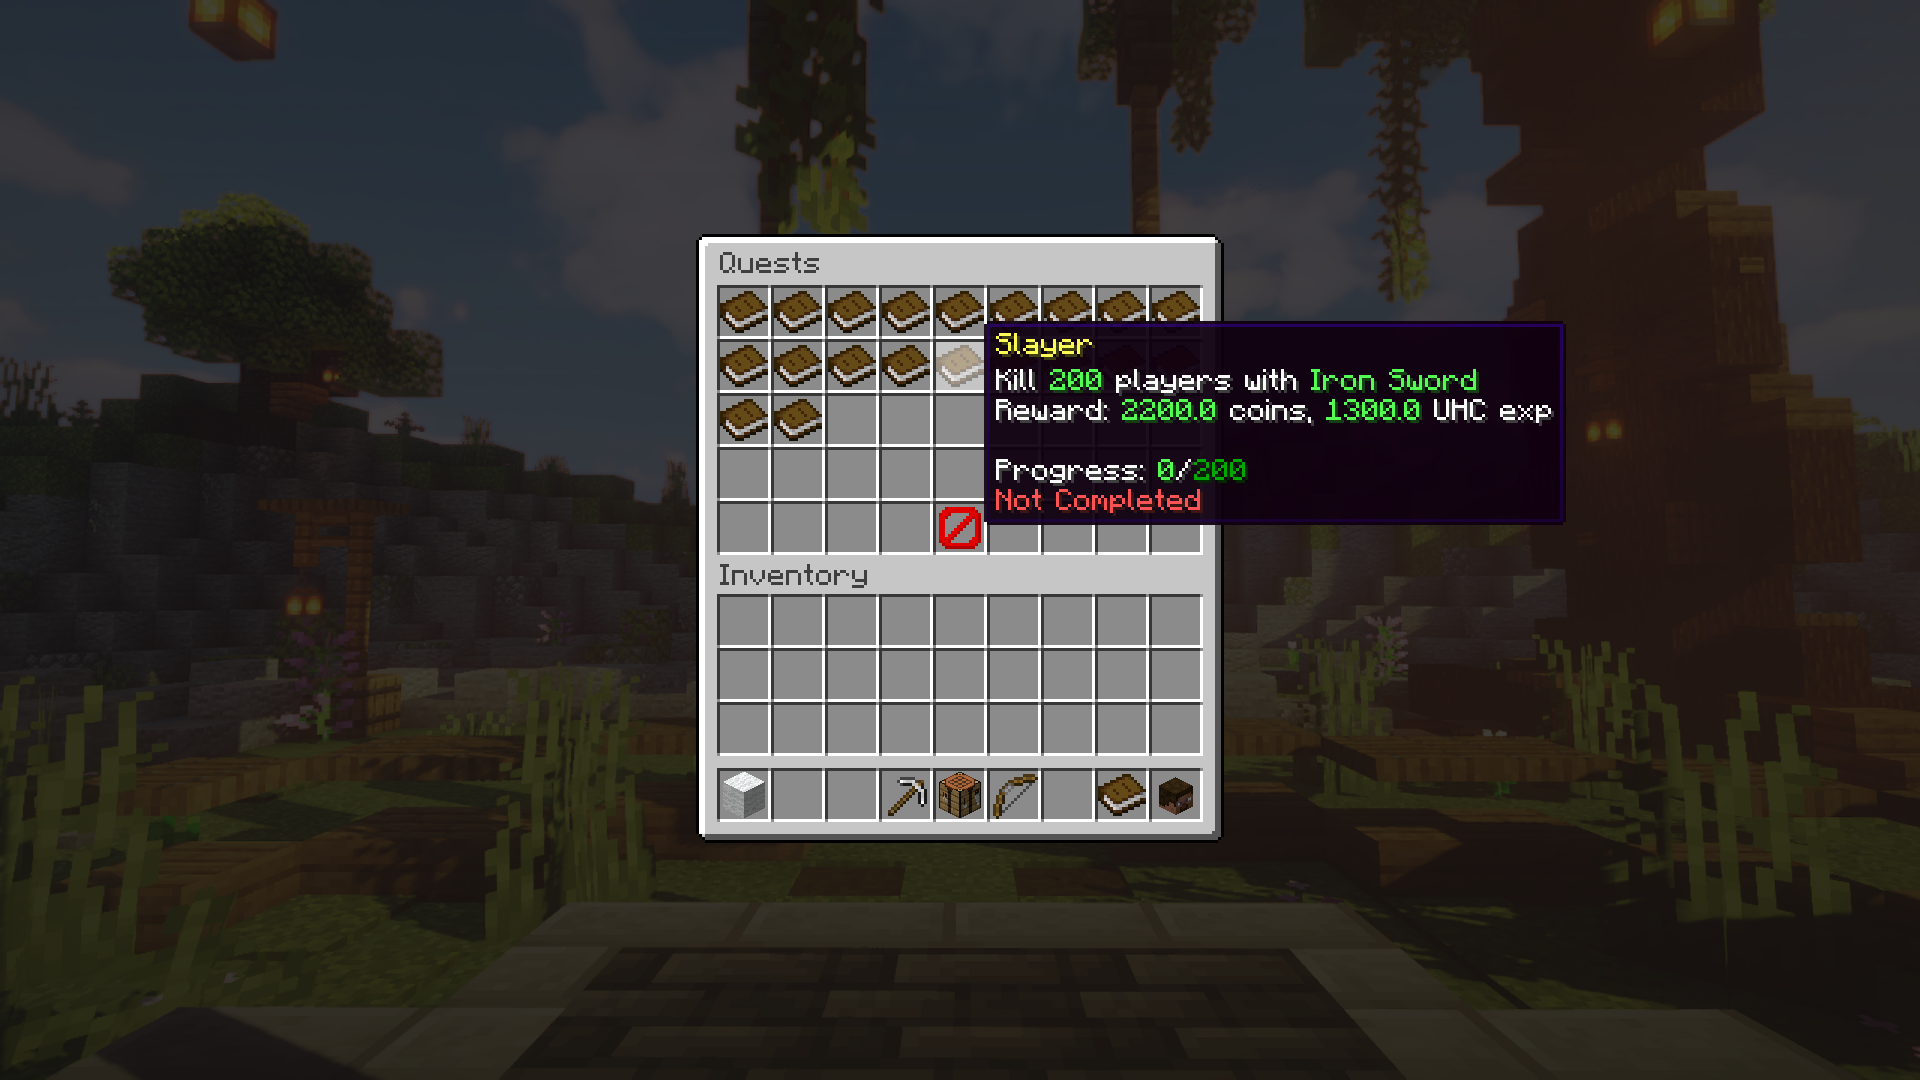 Quests
Slayer
Kill 200 players with Iron Sword
Reward: 2200.0 coins, 1300.0 UHC exp
Progress: 0/200
Not Completed
Inventory